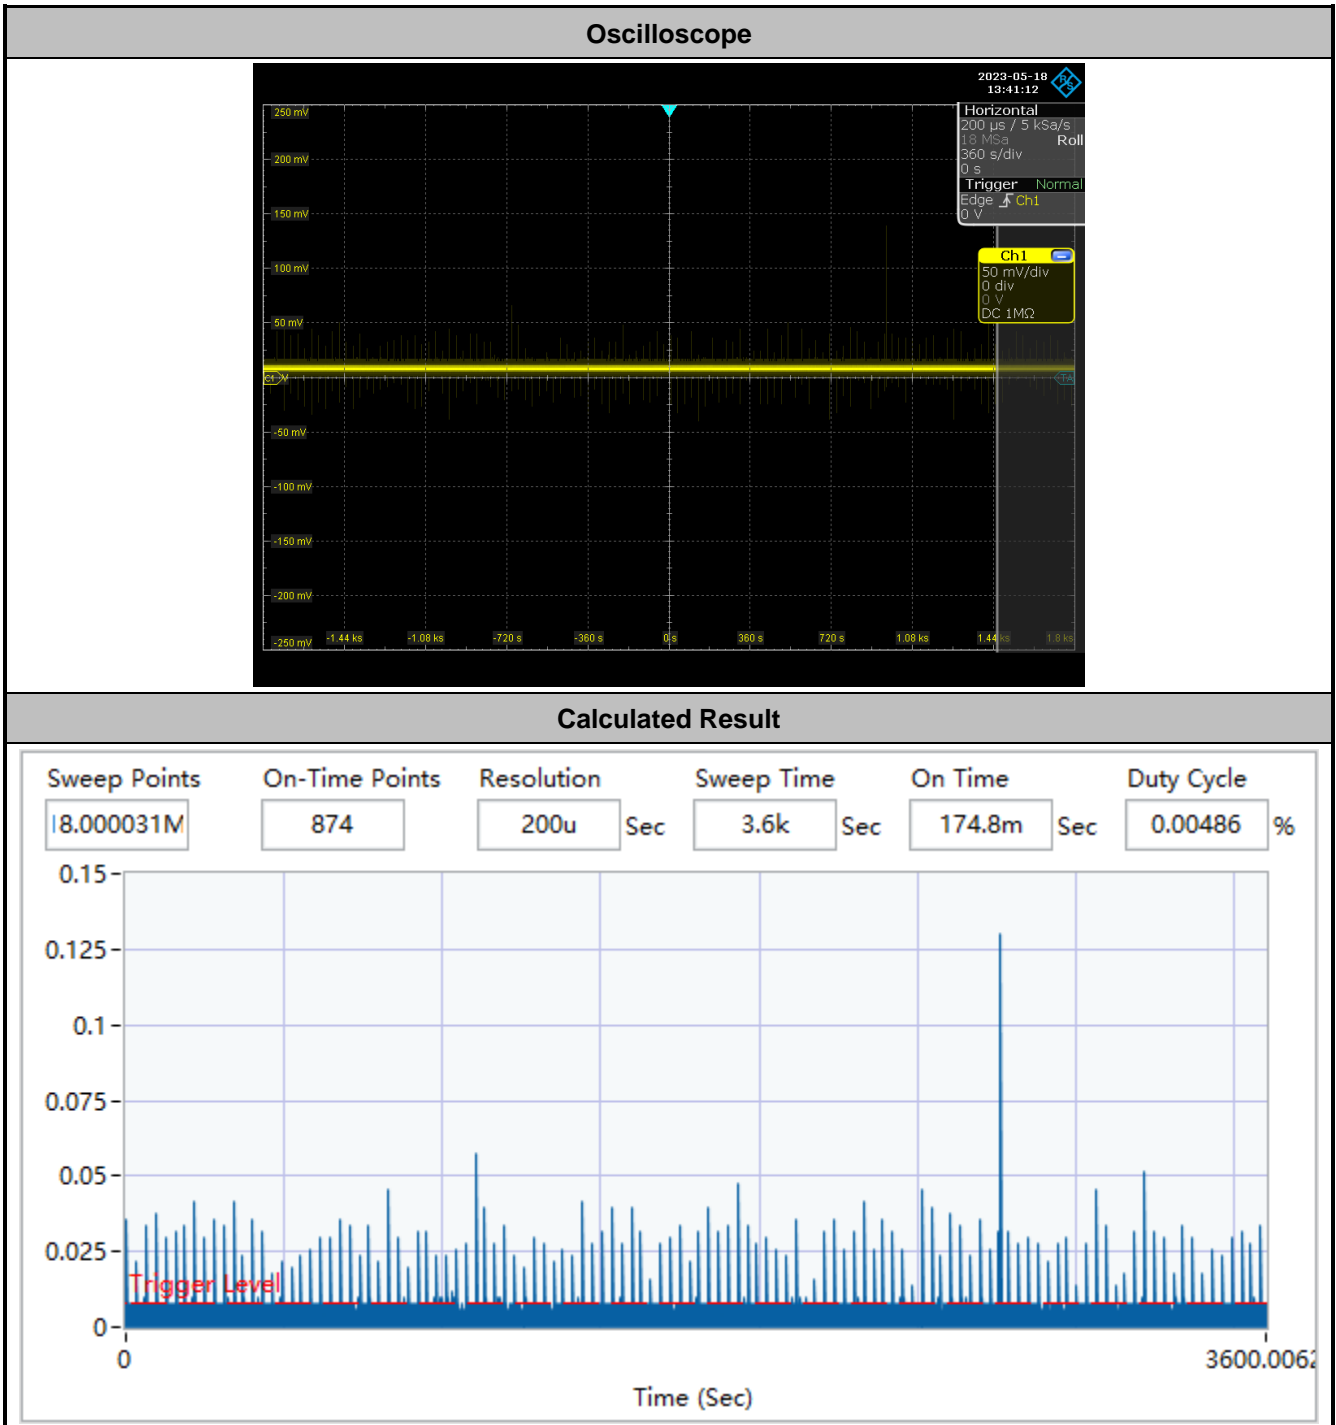 Oscilloscope
2023-05-18
13:41:12
Horizontal
200 µs / 5 kSa/s
18 MSa Roll
360 s/div
0 s
Trigger Normal
Edge Ch1
0 V
Ch1
50 mV/div
0 div
0 V
DC 1MΩ
250 mV
200 mV
150 mV
100 mV
50 mV
C1 V
TA
-50 mV
-100 mV
-150 mV
-200 mV
-250 mV
-1.44 ks -1.08 ks -720 s -360 s 0 s 360 s 720 s 1.08 ks 1.44 ks 1.8 ks
Calculated Result
Sweep Points On-Time Points Resolution Sweep Time On Time Duty Cycle
8.000031M 874 200u Sec 3.6k Sec 174.8m Sec 0.00486 %
0.15
0.125
0.1
0.075
0.05
0.025
Trigger Level
0
0 3600.0062
Time (Sec)